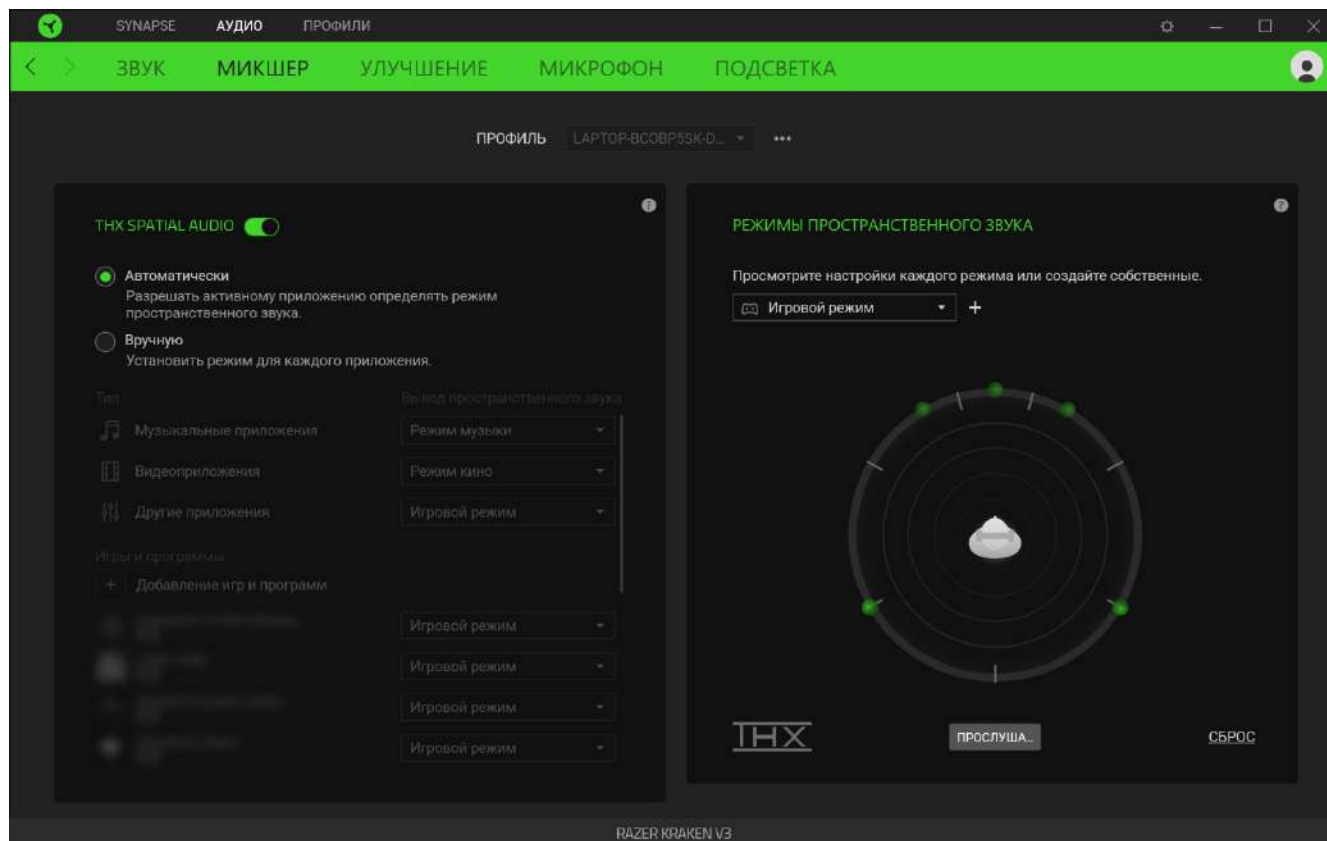 SYNAPSE АУДИО ПРОФИЛИ
ЗВУК МИКШЕР УЛУЧШЕНИЕ МИКРОФОН ПОДСВЕТКА
ПРОФИЛЬ LAPTOP-BCOBP5SK-D...
THX SPATIAL AUDIO
Автоматически
Разрешать активному приложению определять режим
пространственного звука.
Вручную
Установить режим для каждого приложения.
Тип Вывод пространственного звука
Музыкальные приложения Режим музыки
Видеоприложения Режим кино
Другие приложения Игровой режим
Игры и программы
+ Добавление игр и программ
Игровой режим
Игровой режим
Игровой режим
Игровой режим
РЕЖИМЫ ПРОСТРАНСТВЕННОГО ЗВУКА
Просмотрите настройки каждого режима или создайте собственные.
Игровой режим +
THX ПРОСЛУША... СБРОС
RAZER KRAKEN V3